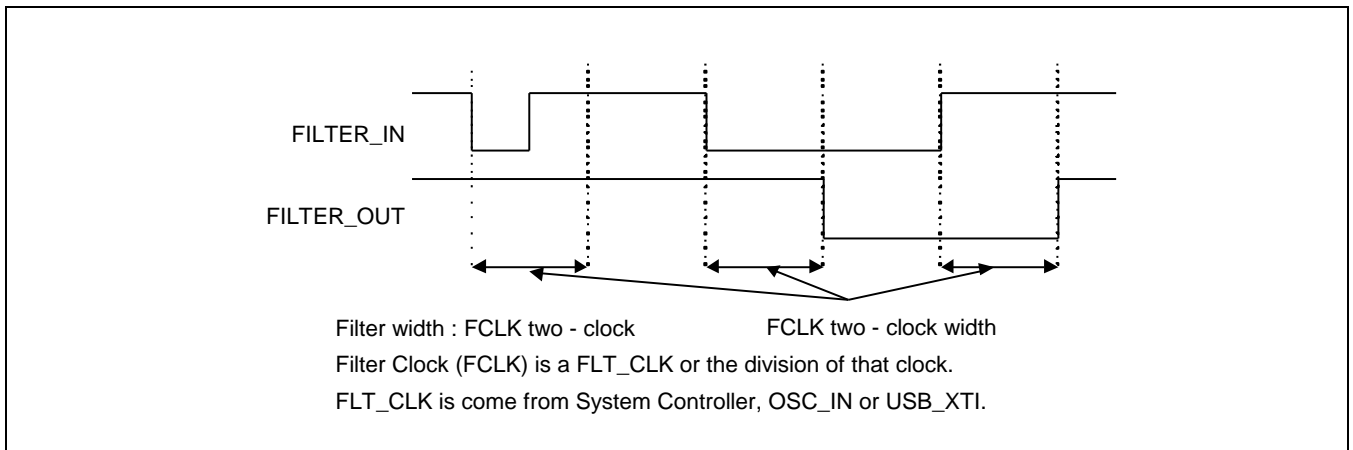 FILTER_IN
FILTER_OUT
Filter width : FCLK two - clock
FCLK two - clock width
Filter Clock (FCLK) is a FLT_CLK or the division of that clock.
FLT_CLK is come from System Controller, OSC_IN or USB_XTI.